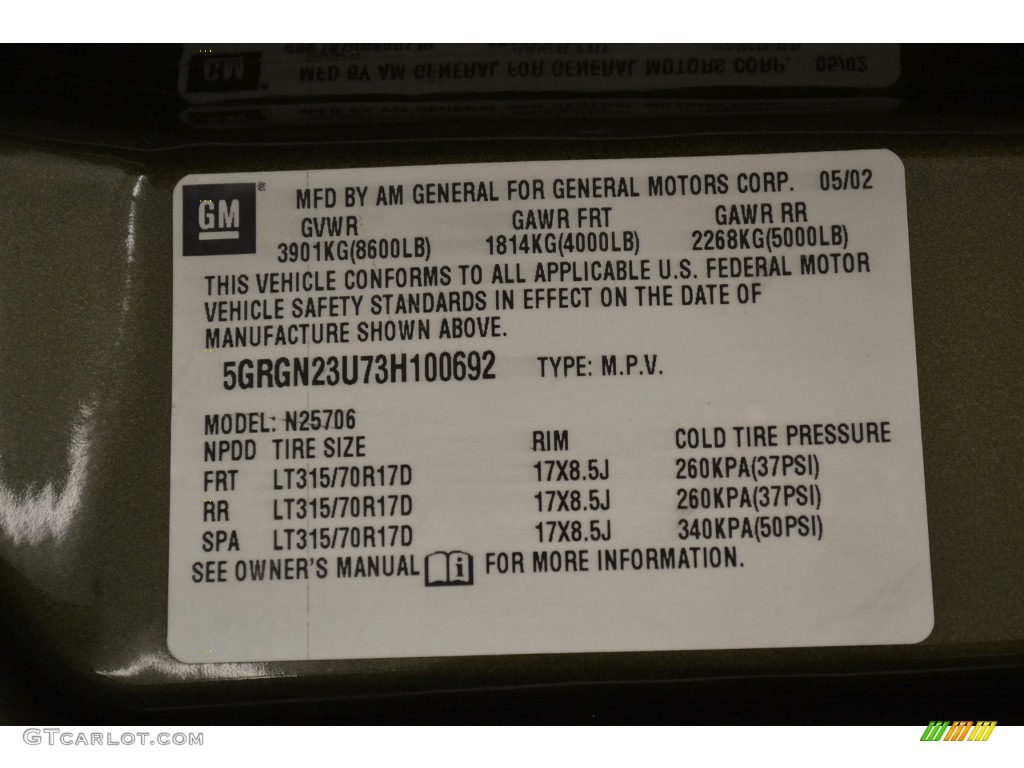 MFD BY AM GENERAL FOR GENERAL MOTORS CORP. 05/02
GM®
MFD BY AM GENERAL FOR GENERAL MOTORS CORP. 05/02
GVWR GAWR FRT GAWR RR
3901KG(8600LB) 1814KG(4000LB) 2268KG(5000LB)
THIS VEHICLE CONFORMS TO ALL APPLICABLE U.S. FEDERAL MOTOR
VEHICLE SAFETY STANDARDS IN EFFECT ON THE DATE OF
MANUFACTURE SHOWN ABOVE.
5GRGN23U73H100692 TYPE: M.P.V.
MODEL: N25706
NPDD TIRE SIZE RIM COLD TIRE PRESSURE
FRT LT315/70R17D 17X8.5J 260KPA(37PSI)
RR LT315/70R17D 17X8.5J 260KPA(37PSI)
SPA LT315/70R17D 17X8.5J 340KPA(50PSI)
SEE OWNER'S MANUAL i FOR MORE INFORMATION.
GTCARLOT.COM